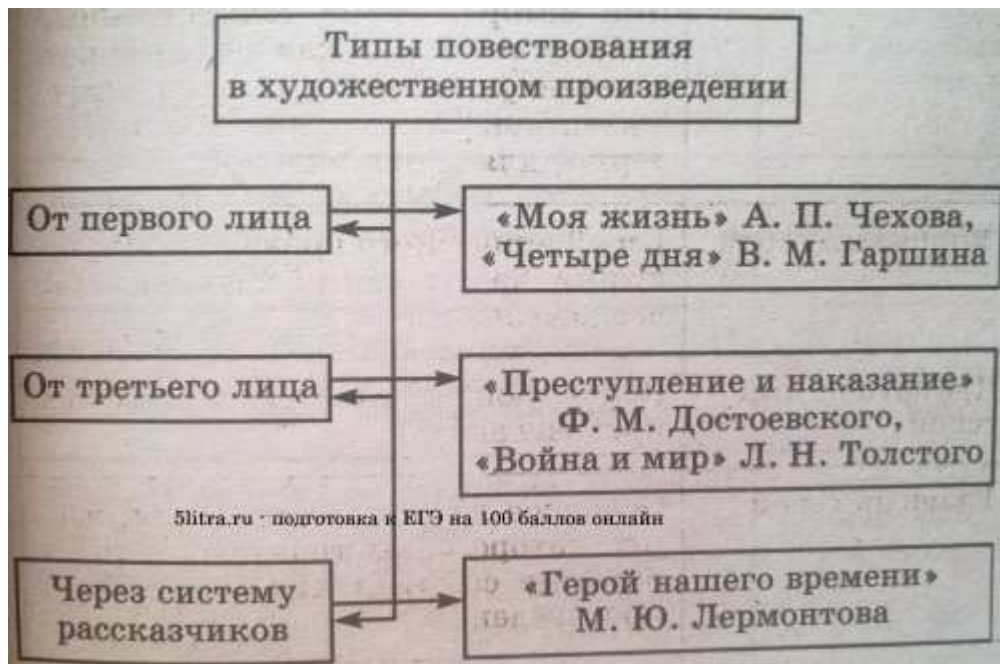 Типы повествования
в художественном произведении
От первого лица
«Моя жизнь» А. П. Чехова,
«Четыре дня» В. М. Гаршина
От третьего лица
«Преступление и наказание»
Ф. М. Достоевского,
«Война и мир» Л. Н. Толстого
5litra.ru - подготовка к ЕГЭ на 100 баллов онлайн
Через систему
рассказчиков
«Герой нашего времени»
М. Ю. Лермонтова